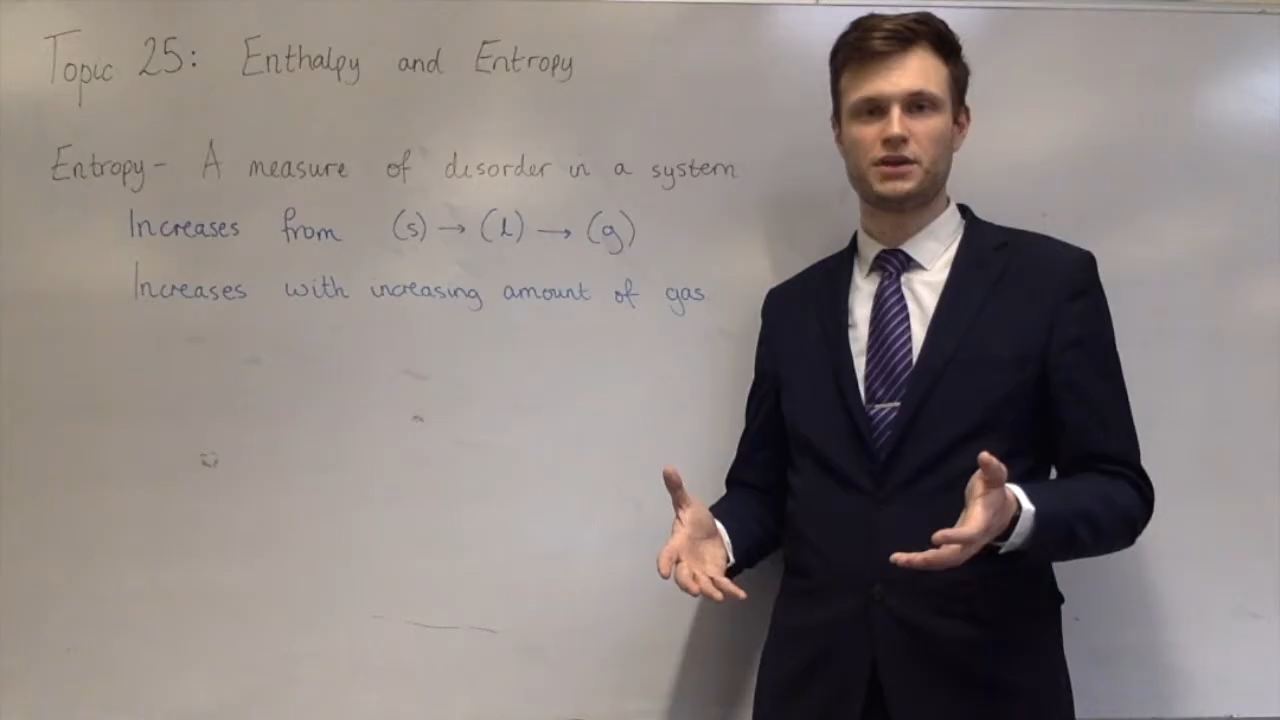 Topic 25: Enthalpy and Entropy
Entropy - A measure of disorder in a system
Increases from (s) → (l) → (g)
Increases with increasing amount of gas